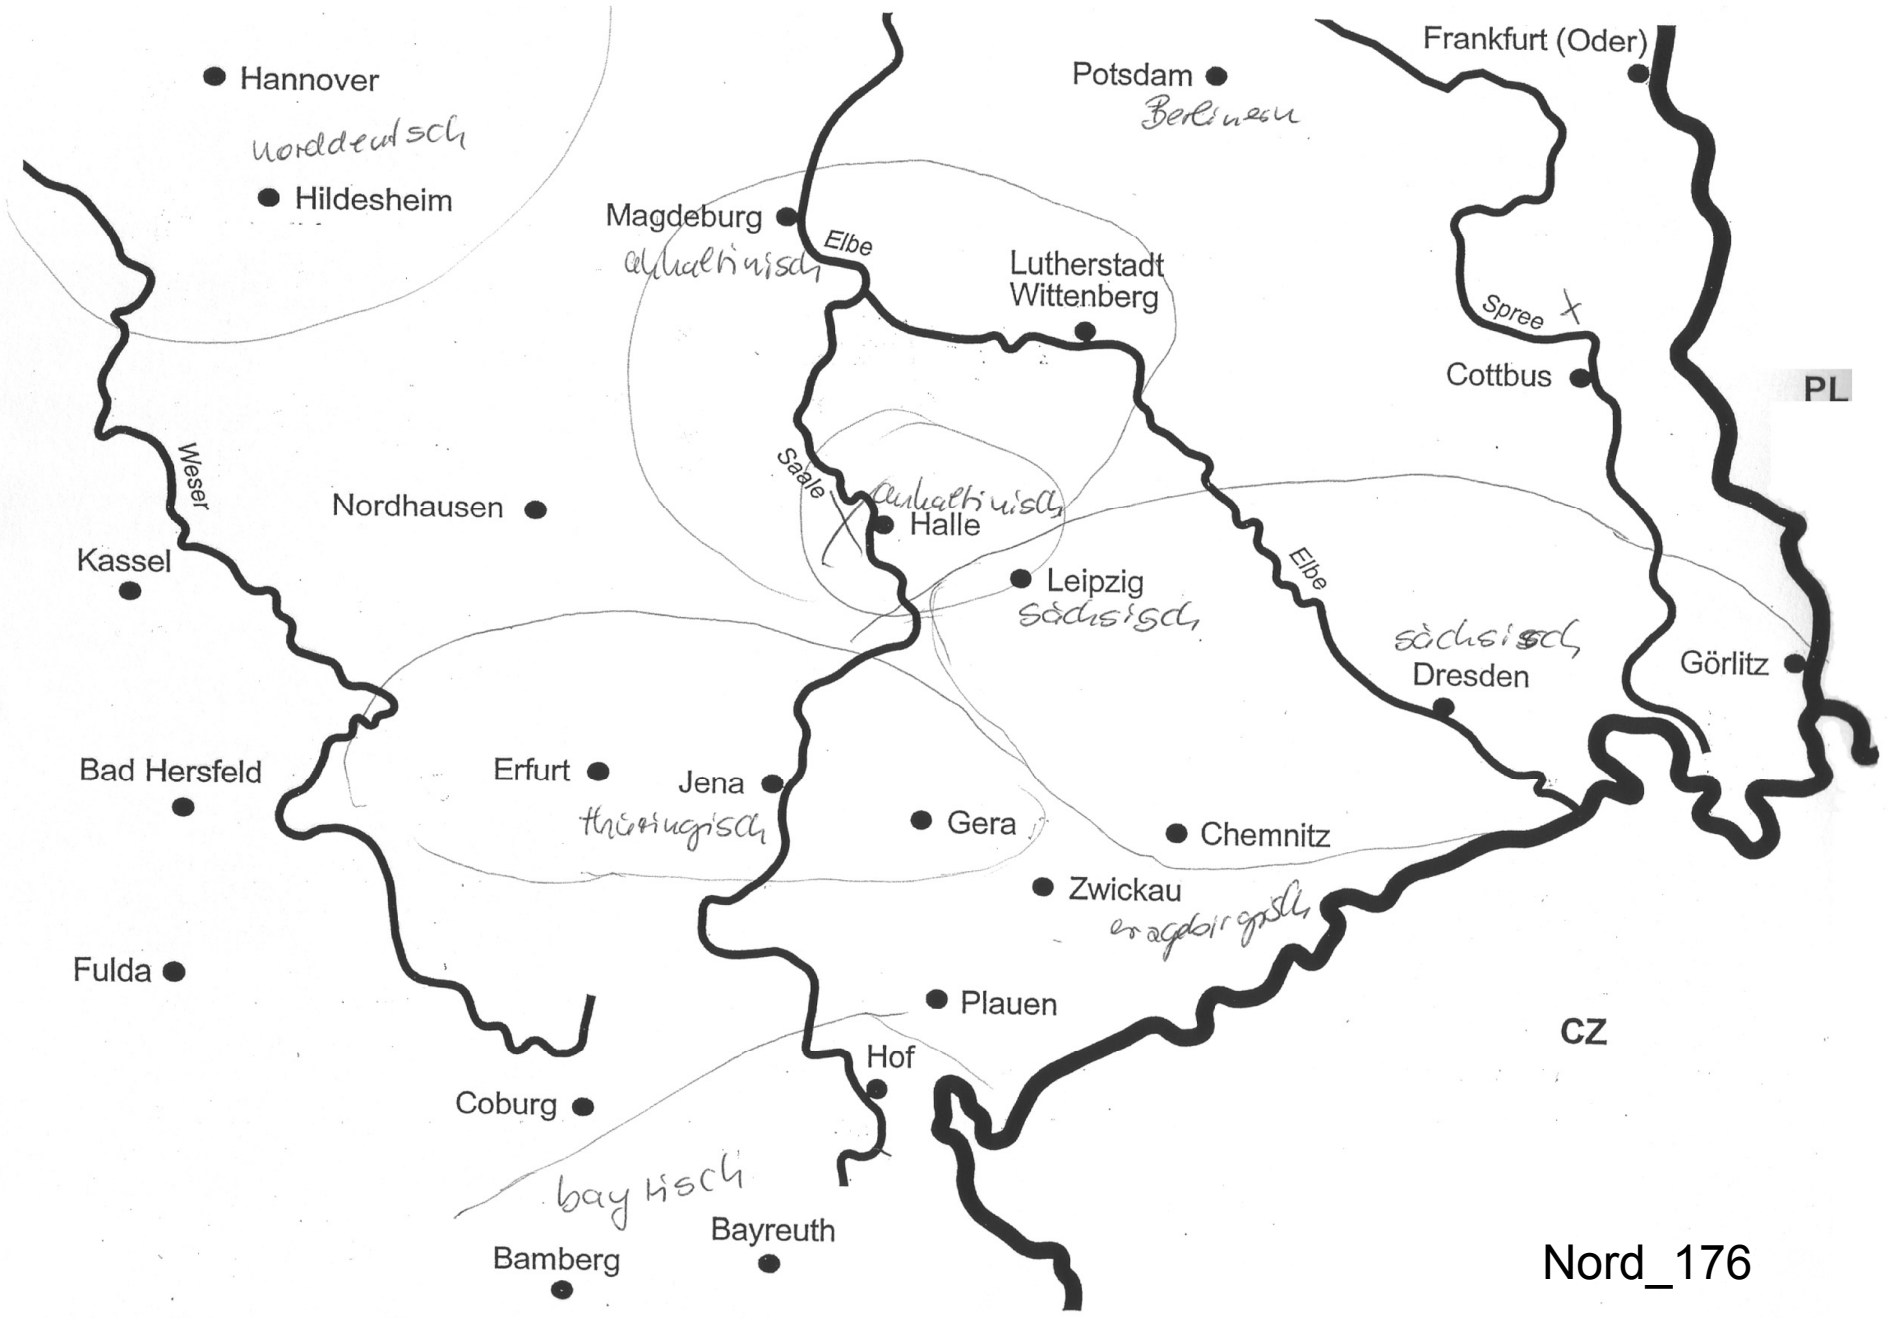 Frankfurt (Oder)
Hannover
Potsdam
Berlinern
norddeutsch
Hildesheim
Magdeburg
anhaltinisch
Elbe
Lutherstadt
Wittenberg
Spree
X
Cottbus
PL
Weser
Saale
Nordhausen
anhaltinisch
X
Halle
Kassel
Leipzig
sächsisch
Elbe
sächsisch
Dresden
Görlitz
Bad Hersfeld
Erfurt
Jena
thüringisch
Gera
Chemnitz
Zwickau
erzgebirgisch
Fulda
Plauen
CZ
Hof
Coburg
bayrisch
Bayreuth
Bamberg
Nord_176